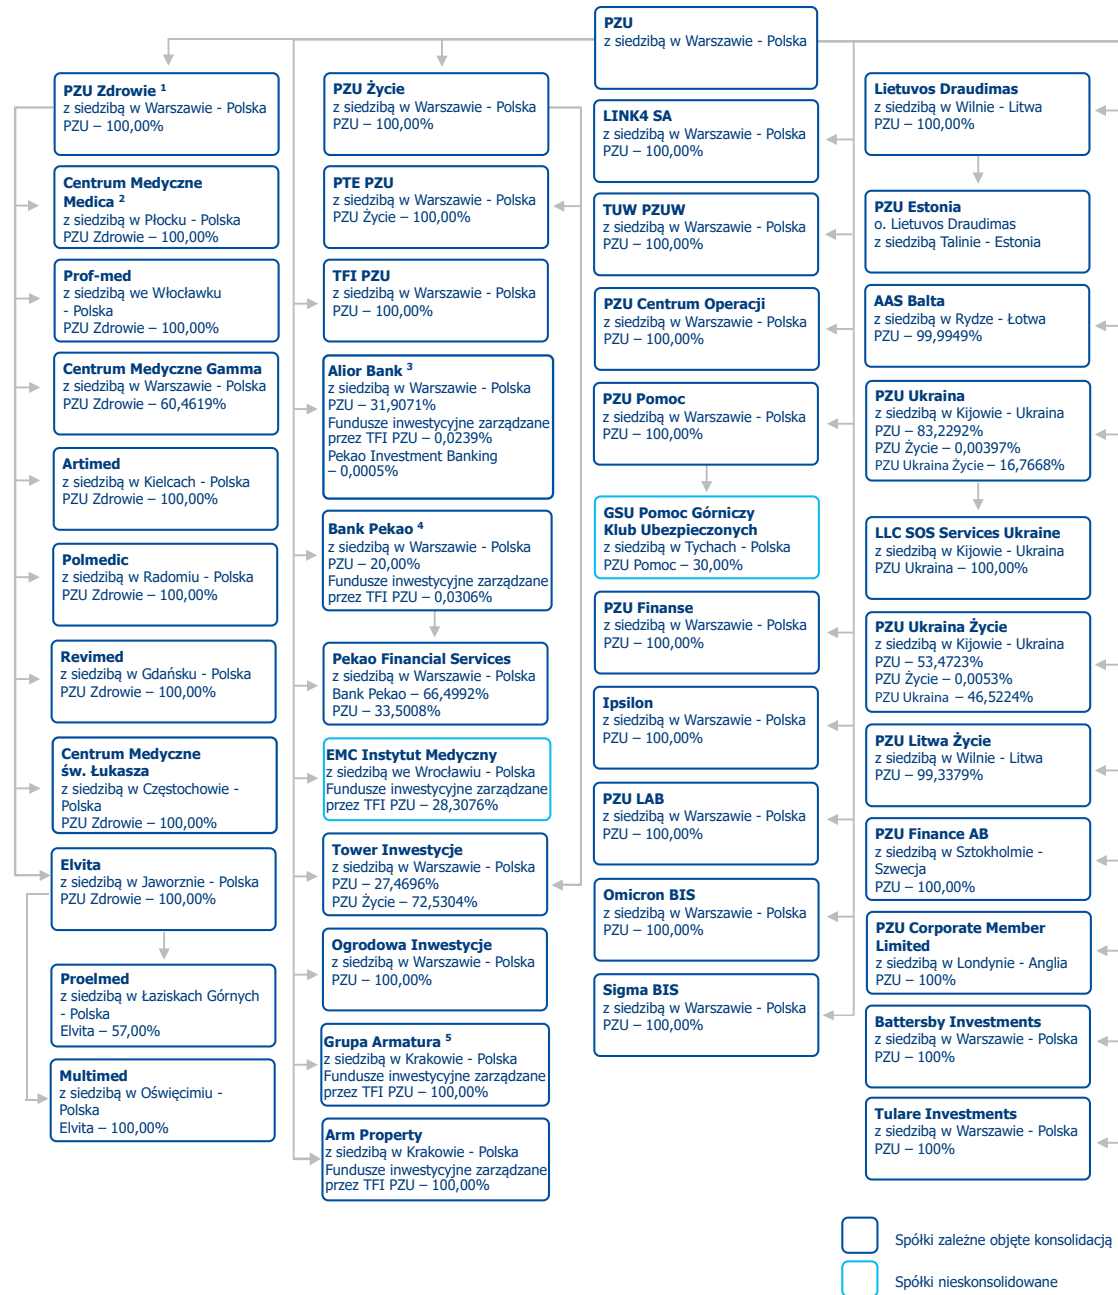 PZU
z siedzibą w Warszawie - Polska
PZU Zdrowie ¹
z siedzibą w Warszawie - Polska
PZU – 100,00%
Centrum Medyczne
Medica ²
z siedzibą w Płocku - Polska
PZU Zdrowie – 100,00%
Prof-med
z siedzibą we Włocławku
- Polska
PZU Zdrowie – 100,00%
Centrum Medyczne Gamma
z siedzibą w Warszawie - Polska
PZU Zdrowie – 60,4619%
Artimed
z siedzibą w Kielcach - Polska
PZU Zdrowie – 100,00%
Polmedic
z siedzibą w Radomiu - Polska
PZU Zdrowie – 100,00%
Revimed
z siedzibą w Gdańsku - Polska
PZU Zdrowie – 100,00%
Centrum Medyczne
św. Łukasza
z siedzibą w Częstochowie -
Polska
PZU Zdrowie – 100,00%
Elvita
z siedzibą w Jaworznie - Polska
PZU Zdrowie – 100,00%
Proelmed
z siedzibą w Łaziskach Górnych
- Polska
Elvita – 57,00%
Multimed
z siedzibą w Oświęcimiu -
Polska
Elvita – 100,00%
PZU Życie
z siedzibą w Warszawie - Polska
PZU – 100,00%
PTE PZU
z siedzibą w Warszawie - Polska
PZU Życie – 100,00%
TFI PZU
z siedzibą w Warszawie - Polska
PZU – 100,00%
Alior Bank ³
z siedzibą w Warszawie - Polska
PZU – 31,9071%
Fundusze inwestycyjne zarządzane
przez TFI PZU – 0,0239%
Pekao Investment Banking
– 0,0005%
Bank Pekao ⁴
z siedzibą w Warszawie - Polska
PZU – 20,00%
Fundusze inwestycyjne zarządzane
przez TFI PZU – 0,0306%
Pekao Financial Services
z siedzibą w Warszawie - Polska
Bank Pekao – 66,4992%
PZU – 33,5008%
EMC Instytut Medyczny
z siedzibą we Wrocławiu - Polska
Fundusze inwestycyjne zarządzane
przez TFI PZU – 28,3076%
Tower Inwestycje
z siedzibą w Warszawie - Polska
PZU – 27,4696%
PZU Życie – 72,5304%
Ogrodowa Inwestycje
z siedzibą w Warszawie - Polska
PZU – 100,00%
Grupa Armatura ⁵
z siedzibą w Krakowie - Polska
Fundusze inwestycyjne zarządzane
przez TFI PZU – 100,00%
Arm Property
z siedzibą w Krakowie - Polska
Fundusze inwestycyjne zarządzane
przez TFI PZU – 100,00%
LINK4 SA
z siedzibą w Warszawie - Polska
PZU – 100,00%
TUW PZUW
z siedzibą w Warszawie - Polska
PZU – 100,00%
PZU Centrum Operacji
z siedzibą w Warszawie - Polska
PZU – 100,00%
PZU Pomoc
z siedzibą w Warszawie - Polska
PZU – 100,00%
GSU Pomoc Górniczy
Klub Ubezpieczonych
z siedzibą w Tychach - Polska
PZU Pomoc – 30,00%
PZU Finanse
z siedzibą w Warszawie - Polska
PZU – 100,00%
Ipsilon
z siedzibą w Warszawie - Polska
PZU – 100,00%
PZU LAB
z siedzibą w Warszawie - Polska
PZU – 100,00%
Omicron BIS
z siedzibą w Warszawie - Polska
PZU – 100,00%
Sigma BIS
z siedzibą w Warszawie - Polska
PZU – 100,00%
Lietuvos Draudimas
z siedzibą w Wilnie - Litwa
PZU – 100,00%
PZU Estonia
o. Lietuvos Draudimas
z siedzibą Talinie - Estonia
AAS Balta
z siedzibą w Rydze - Łotwa
PZU – 99,9949%
PZU Ukraina
z siedzibą w Kijowie - Ukraina
PZU – 83,2292%
PZU Życie – 0,00397%
PZU Ukraina Życie – 16,7668%
LLC SOS Services Ukraine
z siedzibą w Kijowie - Ukraina
PZU Ukraina – 100,00%
PZU Ukraina Życie
z siedzibą w Kijowie - Ukraina
PZU – 53,4723%
PZU Życie – 0,0053%
PZU Ukraina – 46,5224%
PZU Litwa Życie
z siedzibą w Wilnie - Litwa
PZU – 99,3379%
PZU Finance AB
z siedzibą w Sztokholmie -
Szwecja
PZU – 100,00%
PZU Corporate Member
Limited
z siedzibą w Londynie - Anglia
PZU – 100%
Battersby Investments
z siedzibą w Warszawie - Polska
PZU – 100%
Tulare Investments
z siedzibą w Warszawie - Polska
PZU – 100%
Spółki zależne objęte konsolidacją
Spółki nieskonsolidowane